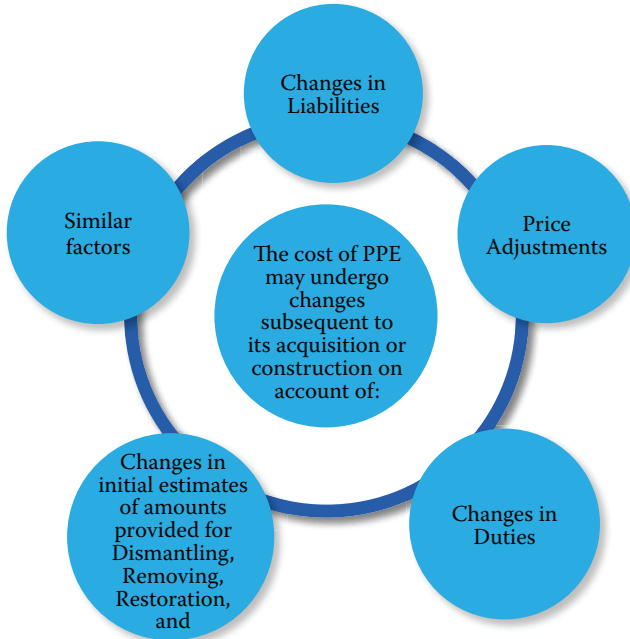 The cost of PPE
may undergo
changes
subsequent to
its acquisition or
construction on
account of:
Changes in
Liabilities
Price
Adjustments
Changes in
Duties
Changes in
initial estimates
of amounts
provided for
Dismantling,
Removing,
Restoration,
and
Similar
factors